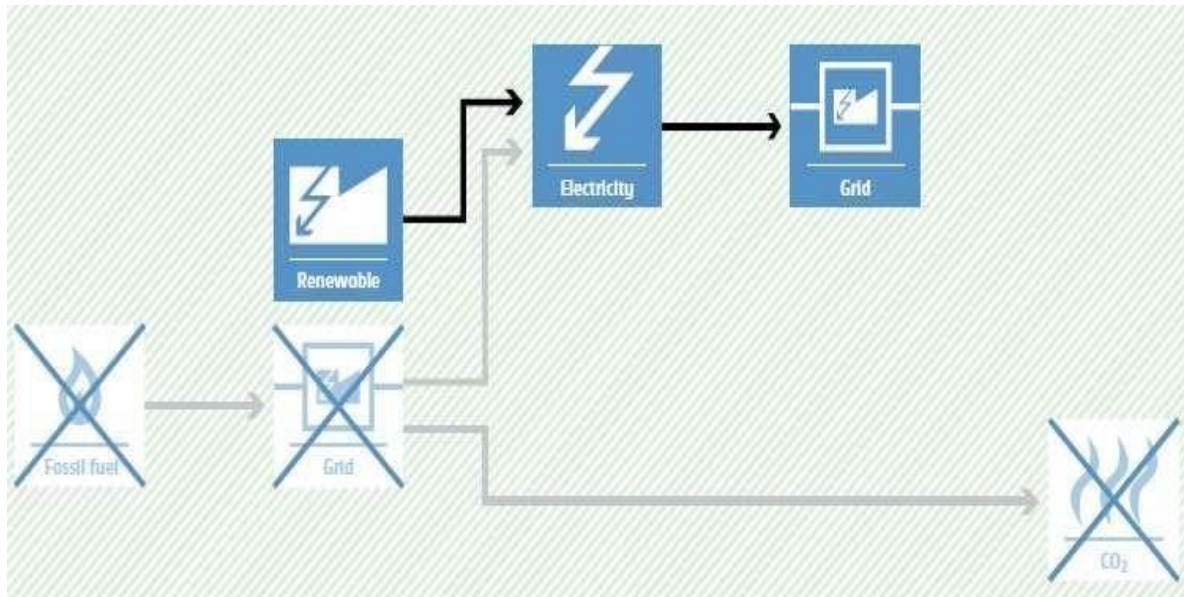 Electricity
Grid
Renewable
Fossil fuel
Grid
CO₂